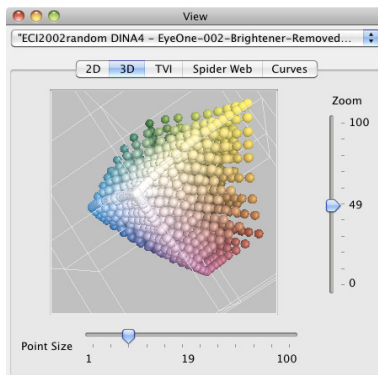 View
"ECI2002random DINA4 - EyeOne-002-Brightener-Removed...
2D 3D TVI Spider Web Curves
Zoom
100
49
0
Point Size
1 19 100